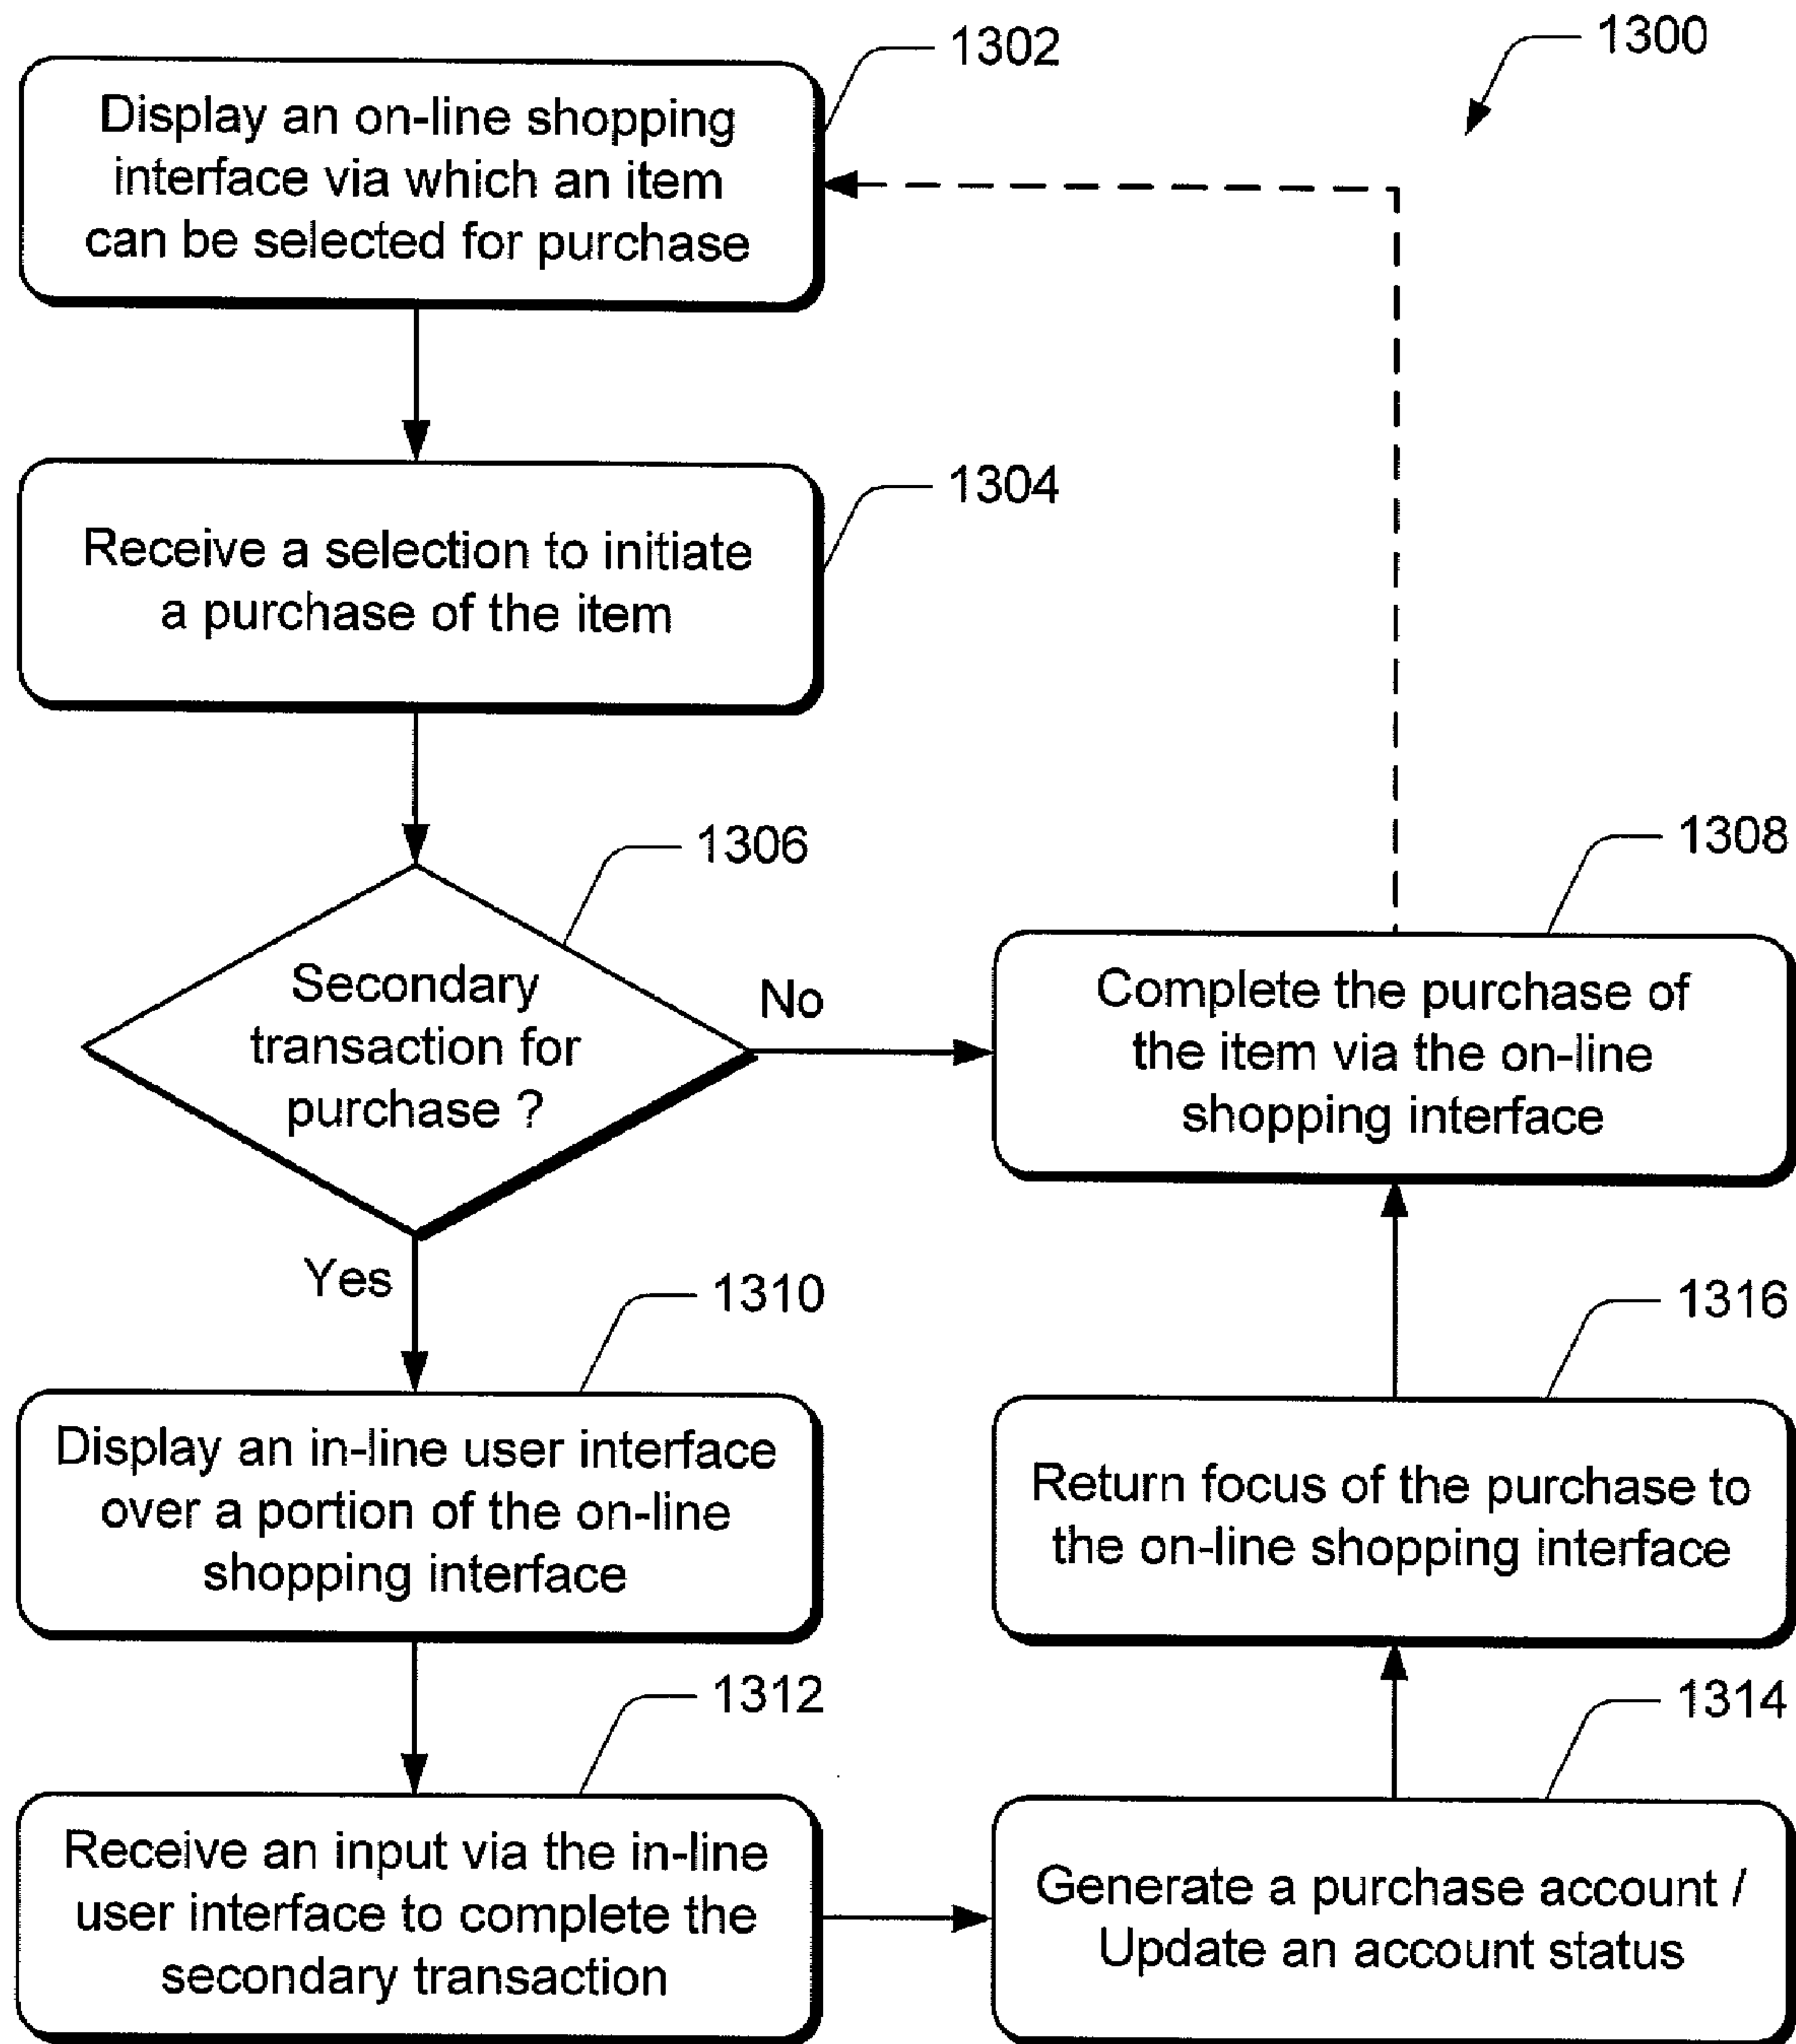 1302
1300
Display an on-line shopping
interface via which an item
can be selected for purchase
1304
Receive a selection to initiate
a purchase of the item
1306
Secondary
transaction for
purchase ?
No
1308
Complete the purchase of
the item via the on-line
shopping interface
Yes
1310
Display an in-line user interface
over a portion of the on-line
shopping interface
1316
Return focus of the purchase to
the on-line shopping interface
1312
Receive an input via the in-line
user interface to complete the
secondary transaction
1314
Generate a purchase account /
Update an account status